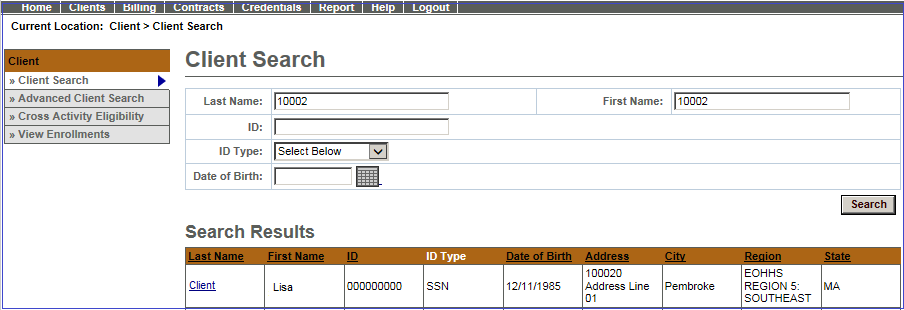 Home Clients Billing Contracts Credentials Report Help Logout
Current Location: Client > Client Search
Client
» Client Search
» Advanced Client Search
» Cross Activity Eligibility
» View Enrollments
Client Search
Last Name: 10002 First Name: 10002
ID:
ID Type: Select Below
Date of Birth:
Search
Search Results
Last Name First Name ID ID Type Date of Birth Address City Region State
Client Lisa 000000000 SSN 12/11/1985 100020 Address Line 01 Pembroke EOHHS REGION 5: SOUTHEAST MA